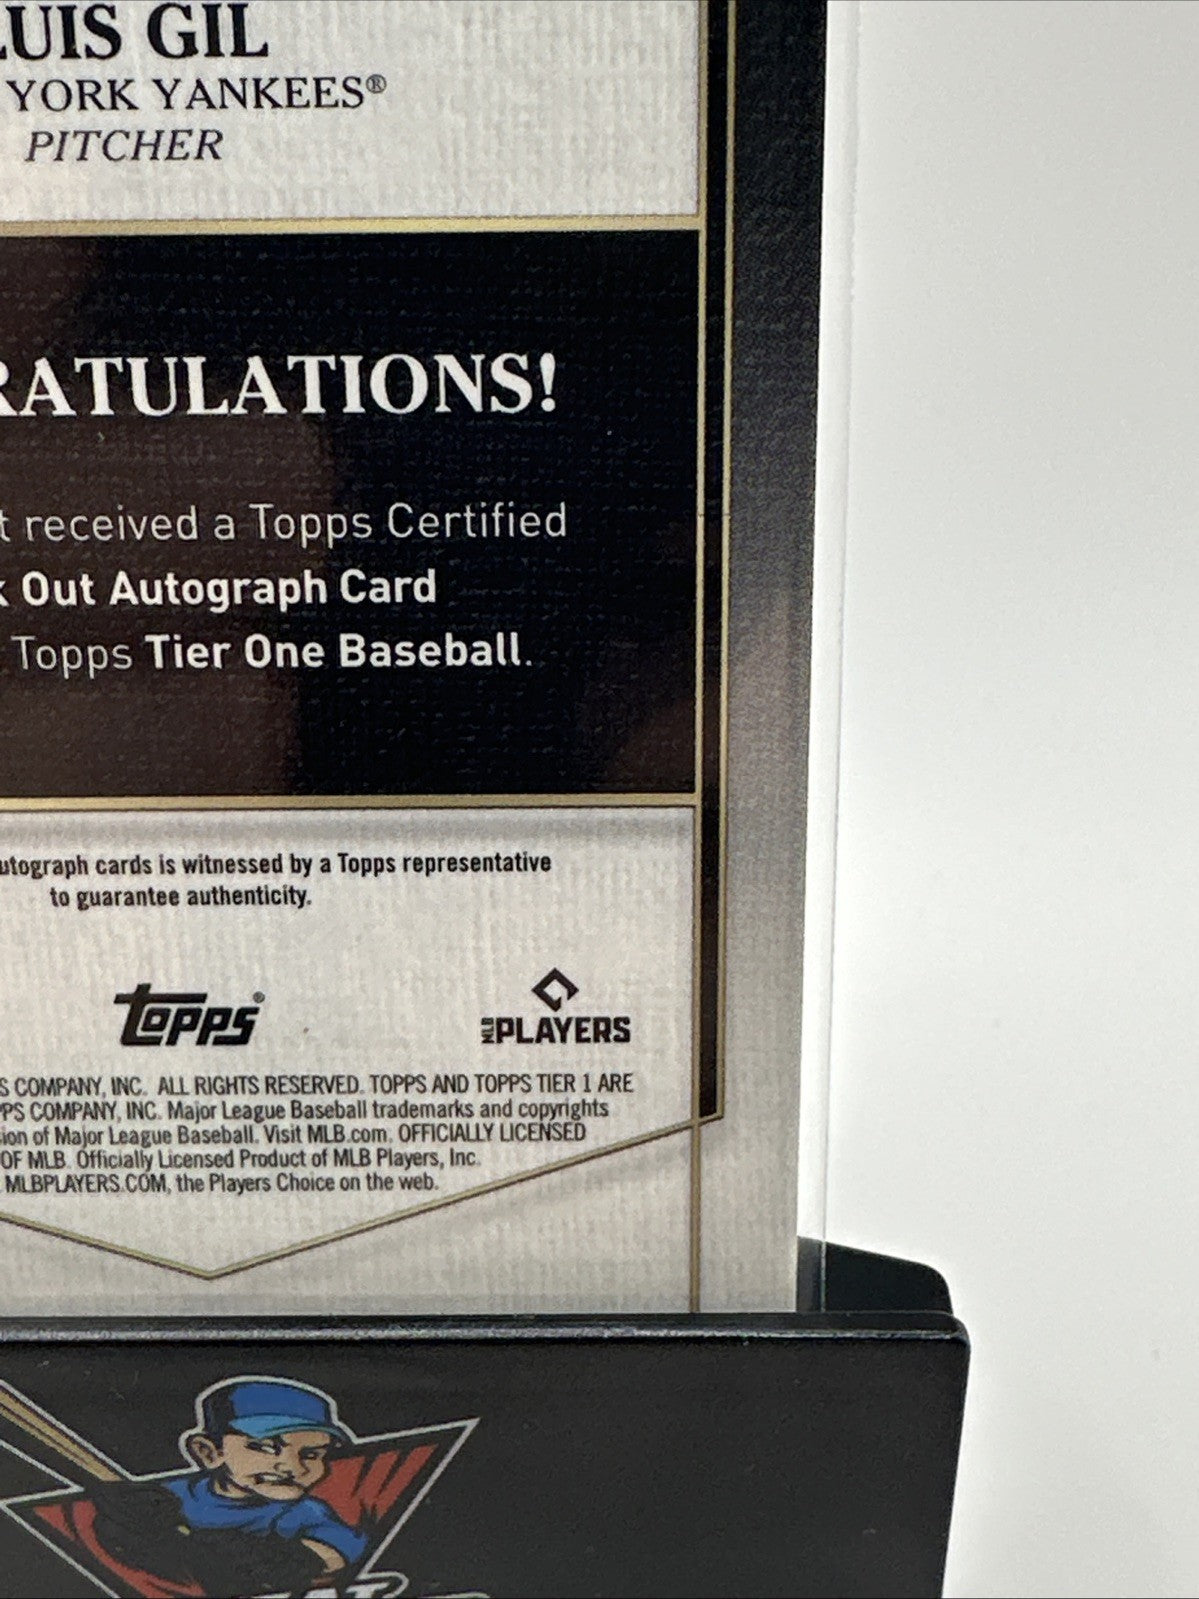 LUIS GIL
YORK YANKEES®
PITCHER
RATULATIONS!
t received a Topps Certified
k Out Autograph Card
Topps Tier One Baseball.
utograph cards is witnessed by a Topps representative
to guarantee authenticity.
topps®
MLB PLAYERS
S COMPANY, INC. ALL RIGHTS RESERVED. TOPPS AND TOPPS TIER 1 ARE
PPS COMPANY, INC. Major League Baseball trademarks and copyrights
ion of Major League Baseball. Visit MLB.com. OFFICIALLY LICENSED
OF MLB. Officially Licensed Product of MLB Players, Inc.
MLBPLAYERS.COM, the Players Choice on the web.